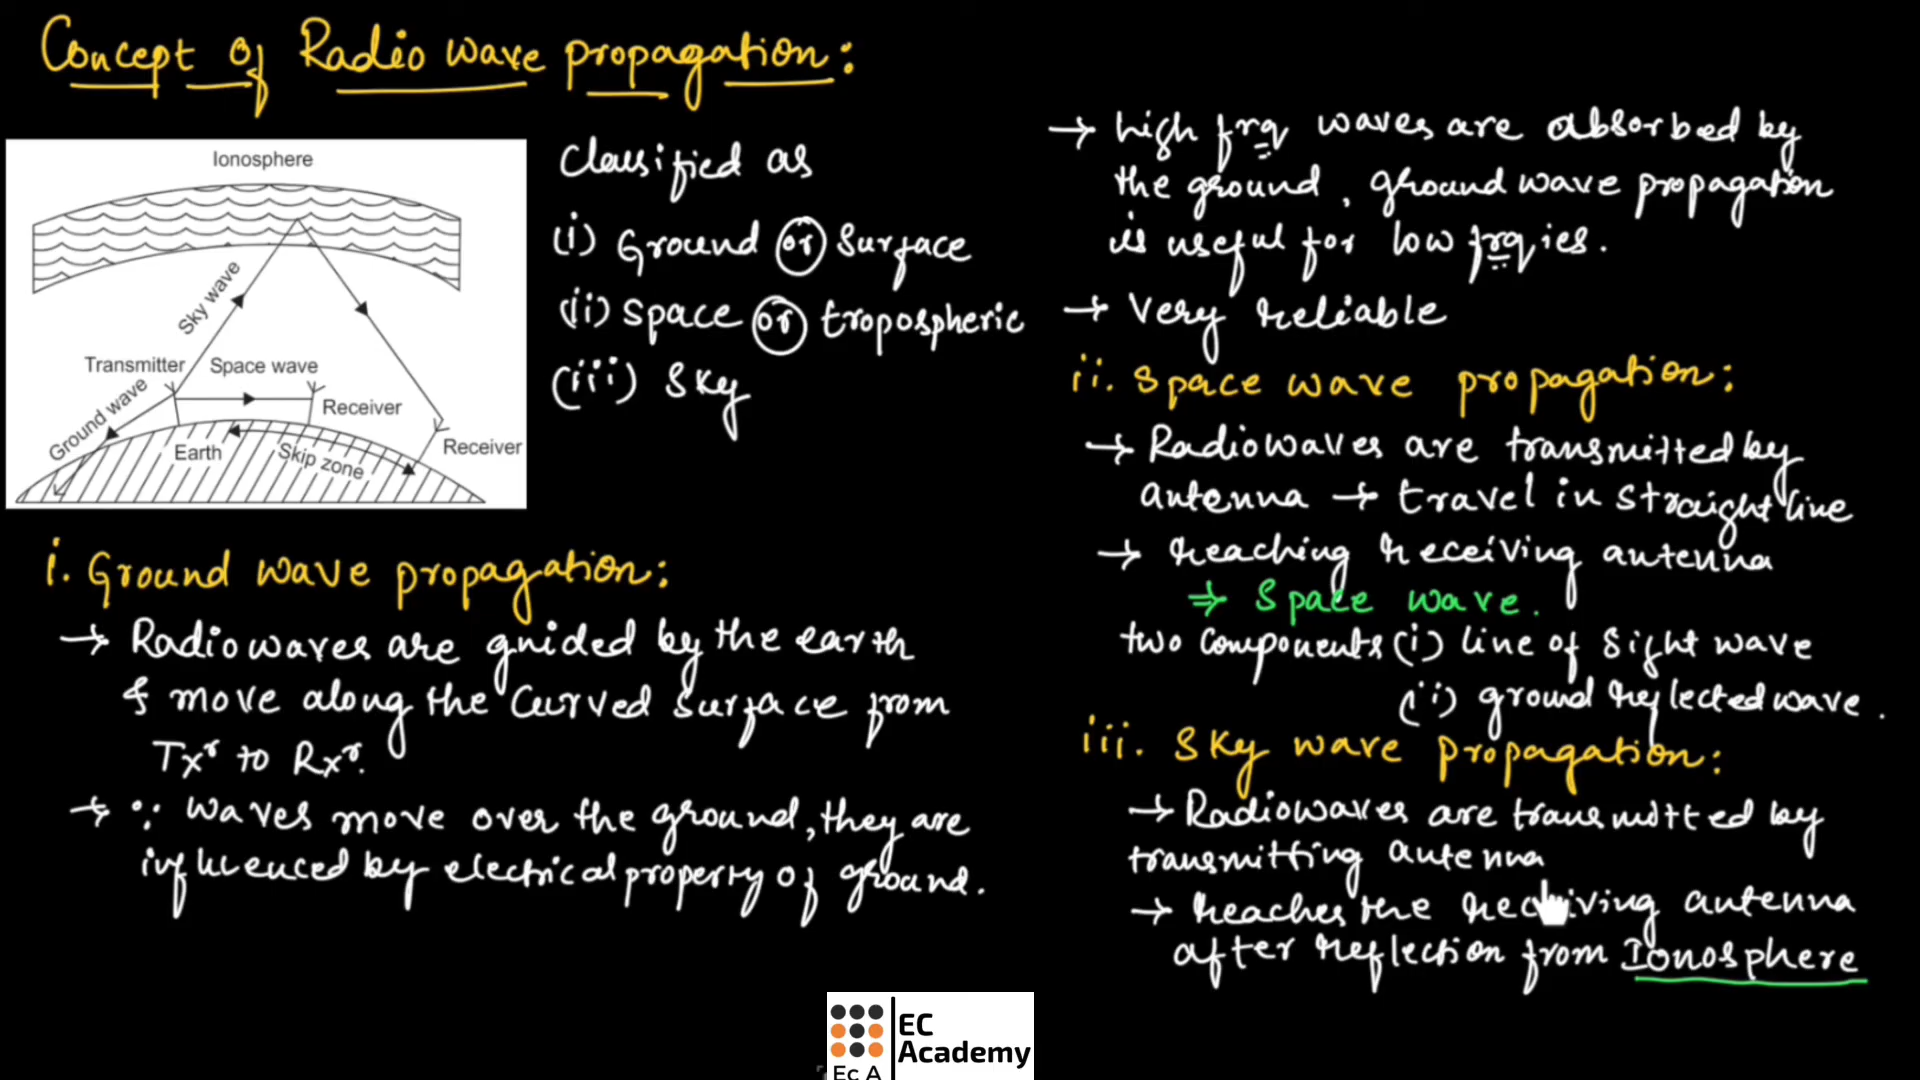 Concept of Radio wave propagation:
Ionosphere
Sky wave
Transmitter
Space wave
Ground wave
Receiver
Receiver
Earth
Skip zone
Classified as
(i) Ground or Surface
(ii) Space or tropospheric
(iii) Sky
i. Ground wave propagation:
→ Radiowaves are guided by the earth
& move along the curved surface from
Txr to Rxr.
→ ∵ waves move over the ground, they are
influenced by electrical property of ground.
→ high frq waves are absorbed by
the ground, ground wave propagation
is useful for low frqies.
→ Very reliable
ii. Space wave propagation:
→ Radiowaves are transmitted by
antenna → travel in straight line
→ reaching receiving antenna
⇒ Space wave.
two components (i) line of sight wave
(ii) ground reflected wave.
iii. Sky wave propagation:
→ Radiowaves are transmitted by
transmitting antenna
→ reaches the receiving antenna
after reflection from Ionosphere
EC
Academy
Ec A